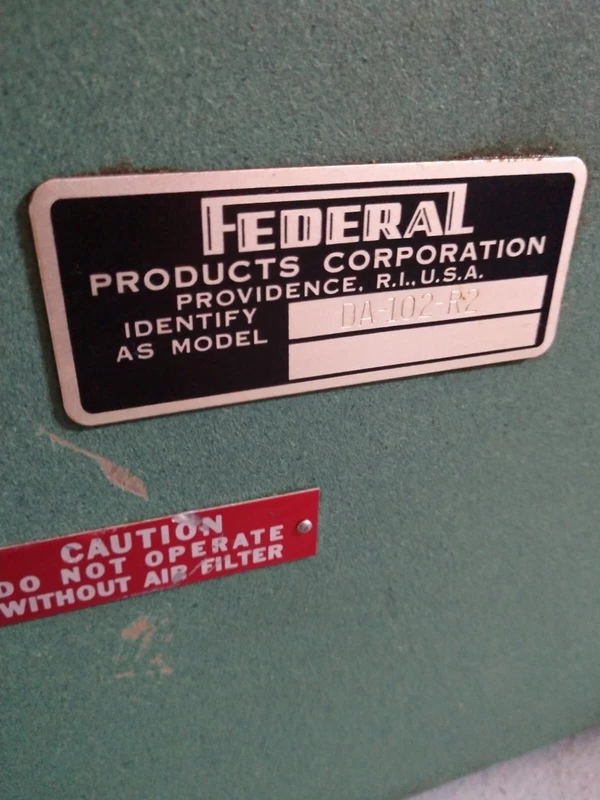 FEDERAL
PRODUCTS CORPORATION
PROVIDENCE, R.I., U.S.A.
IDENTIFY
AS MODEL
DA-102-R2
CAUTION
DO NOT OPERATE
WITHOUT AIR FILTER